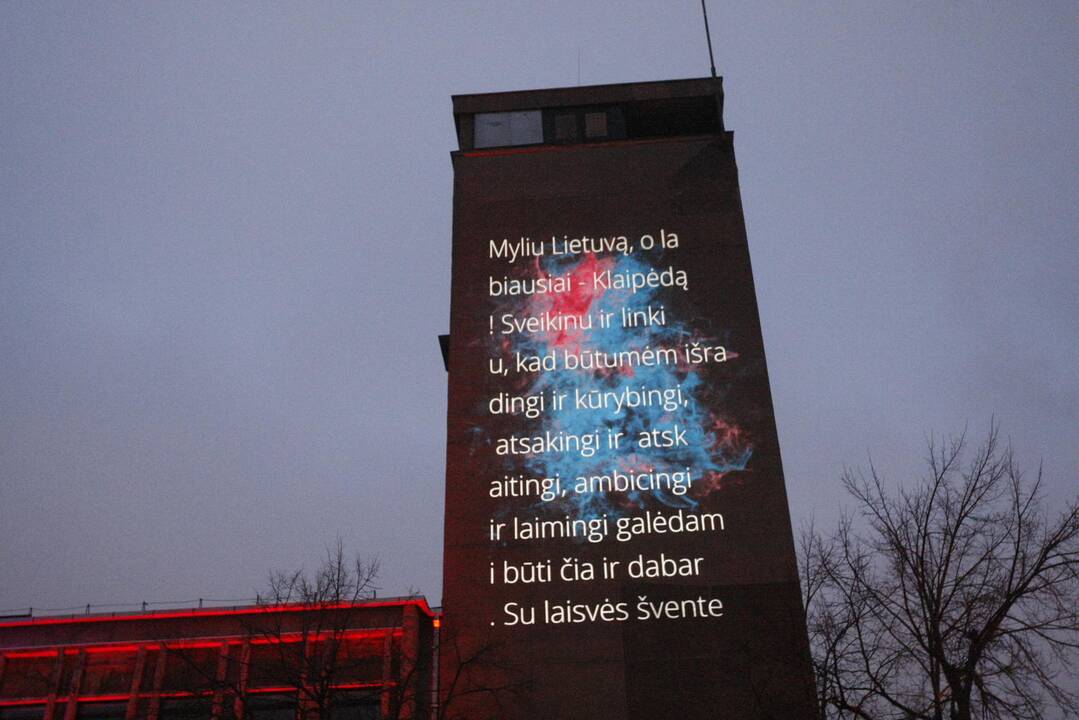 Myliu Lietuvą, o la
biausiai - Klaipėdą
! Sveikinu ir linki
u, kad būtumėm išra
dingi ir kūrybingi,
atsakingi ir  atsk
aitingi, ambicingi
ir laimingi galėdam
i būti čia ir dabar
. Su laisvės švente